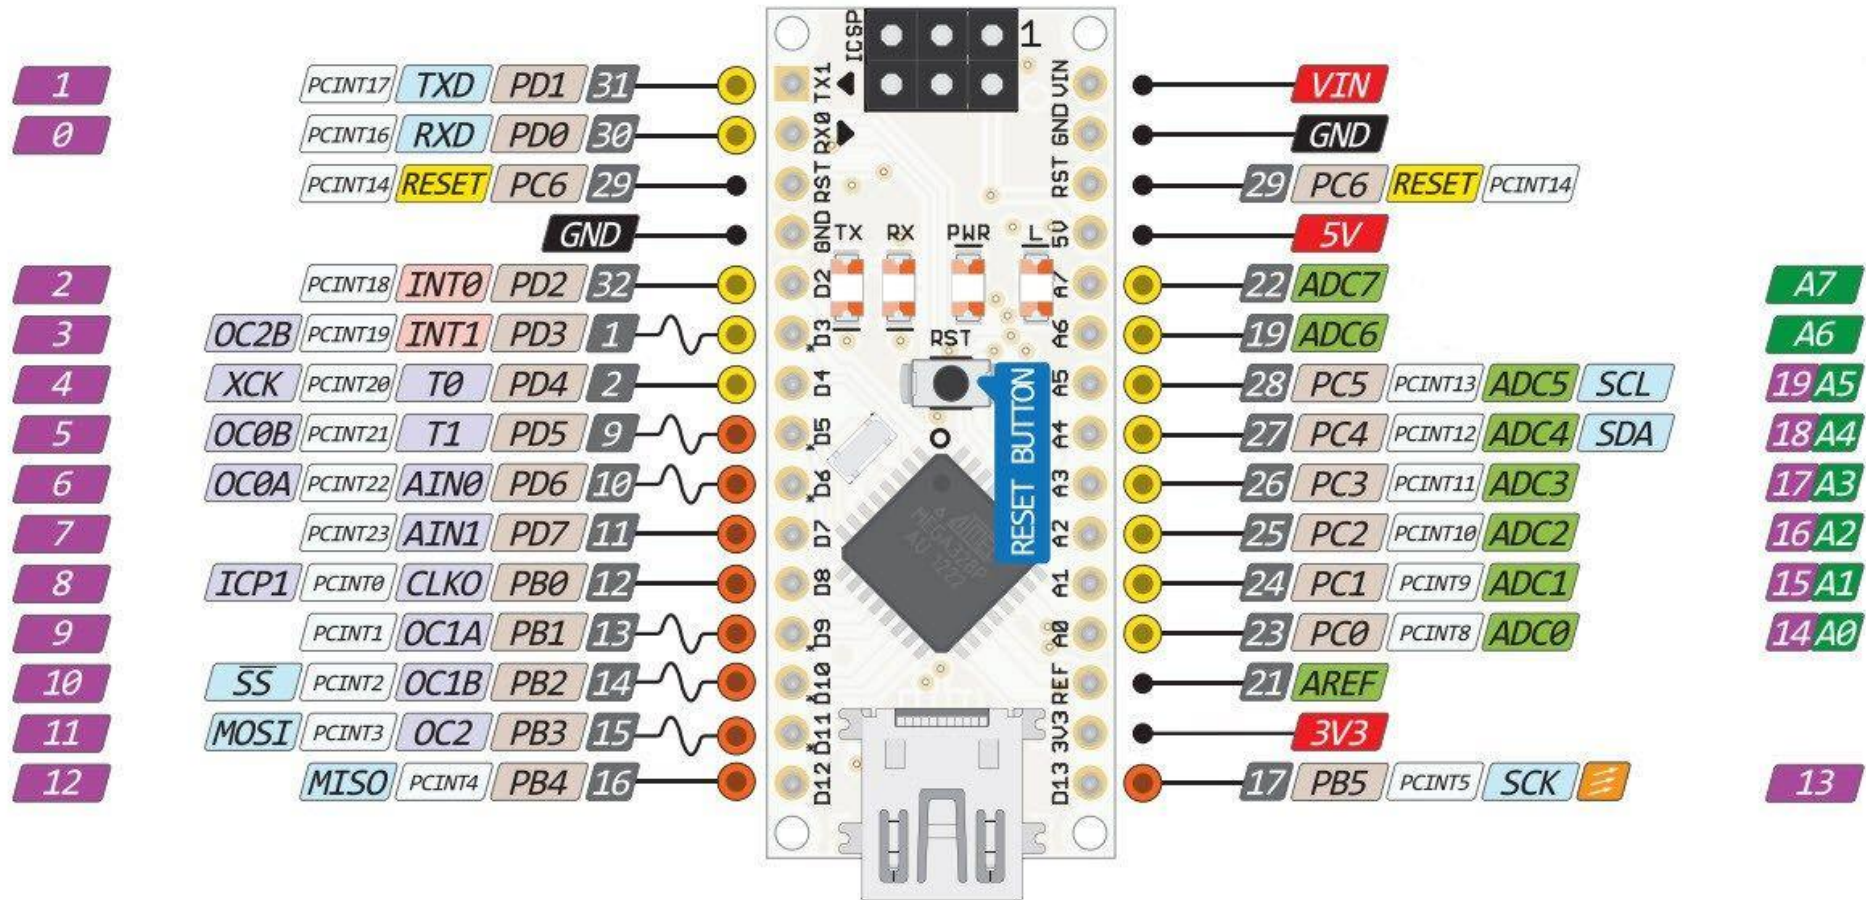 ICSP 1
1 PCINT17 TXD PD1 31 TX1 VIN VIN
0 PCINT16 RXD PD0 30 RX0 GND GND
PCINT14 RESET PC6 29 RST RST 29 PC6 RESET PCINT14
GND GND TX RX PWR L 5V 5V
2 PCINT18 INT0 PD2 32 D2 A7 22 ADC7 A7
3 OC2B PCINT19 INT1 PD3 1 *D3 RST A6 19 ADC6 A6
4 XCK PCINT20 T0 PD4 2 D4 A5 28 PC5 PCINT13 ADC5 SCL 19 A5
5 OC0B PCINT21 T1 PD5 9 *D5 A4 27 PC4 PCINT12 ADC4 SDA 18 A4
RESET BUTTON
6 OC0A PCINT22 AIN0 PD6 10 *D6 A3 26 PC3 PCINT11 ADC3 17 A3
7 PCINT23 AIN1 PD7 11 D7 A2 25 PC2 PCINT10 ADC2 16 A2
MEGA328P
AU 1227
8 ICP1 PCINT0 CLKO PB0 12 D8 A1 24 PC1 PCINT9 ADC1 15 A1
9 PCINT1 OC1A PB1 13 *D9 A0 23 PC0 PCINT8 ADC0 14 A0
10 SS PCINT2 OC1B PB2 14 *D10 REF 21 AREF
11 MOSI PCINT3 OC2 PB3 15 *D11 3V3 3V3
12 MISO PCINT4 PB4 16 D12 D13 17 PB5 PCINT5 SCK 13